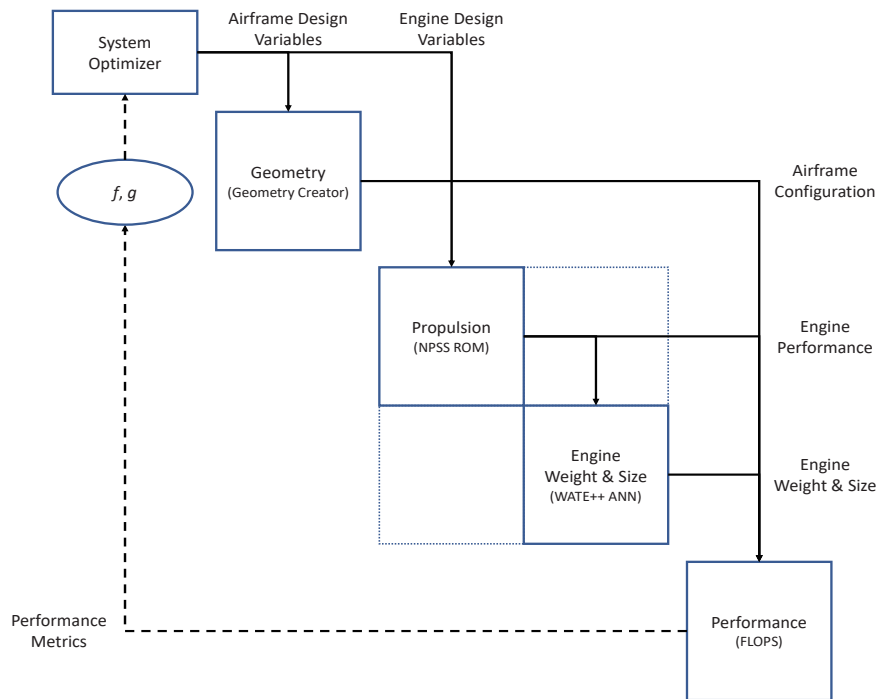 System
Optimizer
Airframe Design
Variables
Engine Design
Variables
Geometry
(Geometry Creator)
f, g
Airframe
Configuration
Propulsion
(NPSS ROM)
Engine
Performance
Engine
Weight & Size
(WATE++ ANN)
Engine
Weight & Size
Performance
Metrics
Performance
(FLOPS)